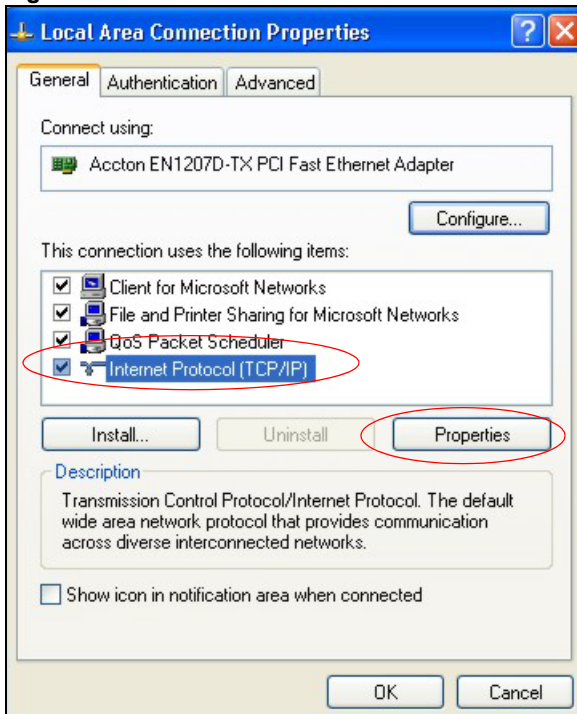 Local Area Connection Properties
General Authentication Advanced
Connect using:
Accton EN1207D-TX PCI Fast Ethernet Adapter
Configure...
This connection uses the following items:
Client for Microsoft Networks
File and Printer Sharing for Microsoft Networks
QoS Packet Scheduler
Internet Protocol (TCP/IP)
Install... Uninstall Properties
Description
Transmission Control Protocol/Internet Protocol. The default
wide area network protocol that provides communication
across diverse interconnected networks.
Show icon in notification area when connected
OK Cancel